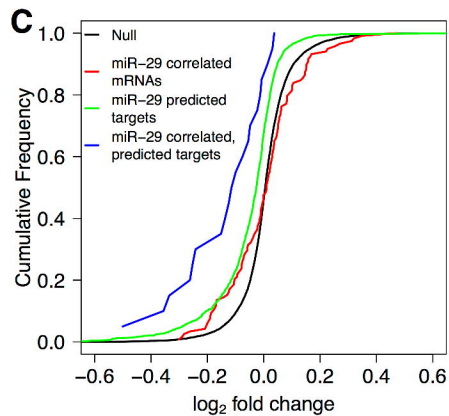 C
Null
miR−29 correlated
mRNAs
miR−29 predicted
targets
miR−29 correlated,
predicted targets
Cumulative Frequency
1.0
0.8
0.6
0.4
0.2
0.0
−0.6 −0.4 −0.2 0.0 0.2 0.4 0.6
log2 fold change